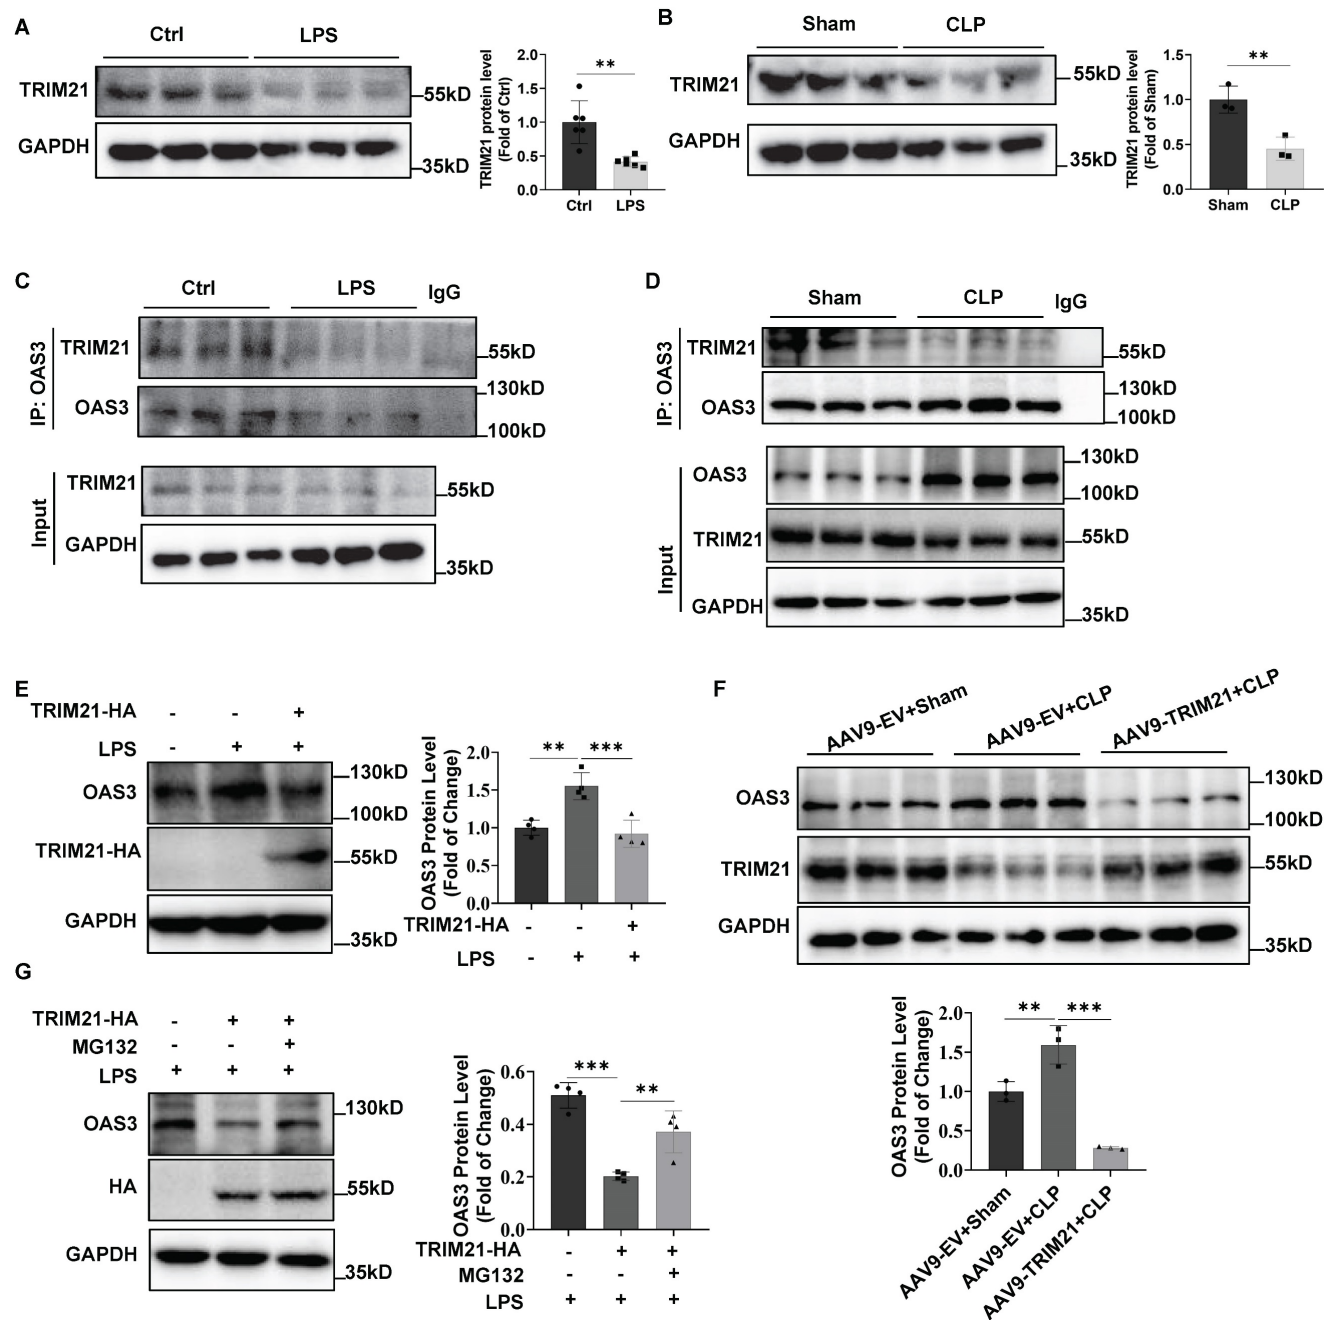 A
Ctrl LPS
TRIM21
55kD
GAPDH
35kD
TRIM21 protein level
(Fold of Ctrl)
2.0
1.5
1.0
0.5
0.0
**
Ctrl LPS
B
Sham CLP
TRIM21
55kD
GAPDH
35kD
TRIM21 protein level
(Fold of Sham)
1.5
1.0
0.5
0.0
**
Sham CLP
C
Ctrl LPS IgG
IP: OAS3
TRIM21
55kD
130kD
OAS3
100kD
Input
TRIM21
55kD
GAPDH
35kD
D
Sham CLP IgG
IP: OAS3
TRIM21
55kD
130kD
OAS3
100kD
Input
130kD
OAS3
100kD
TRIM21
55kD
GAPDH
35kD
E
TRIM21-HA - - +
LPS - + +
130kD
OAS3
100kD
TRIM21-HA
55kD
GAPDH
35kD
OAS3 Protein Level
(Fold of Change)
2.0
1.5
1.0
0.5
0.0
** ***
TRIM21-HA - - +
LPS - + +
F
AAV9-EV+Sham
AAV9-EV+CLP
AAV9-TRIM21+CLP
130kD
OAS3
100kD
55kD
TRIM21
GAPDH
35kD
OAS3 Protein Level
(Fold of Change)
2.0
1.5
1.0
0.5
0.0
** ***
AAV9-EV+Sham
AAV9-EV+CLP
AAV9-TRIM21+CLP
G
TRIM21-HA - + +
MG132 - - +
LPS + + +
130kD
OAS3
HA
55kD
GAPDH
35kD
OAS3 Protein Level
(Fold of Change)
0.6
0.4
0.2
0.0
*** **
TRIM21-HA - + +
MG132 - - +
LPS + + +